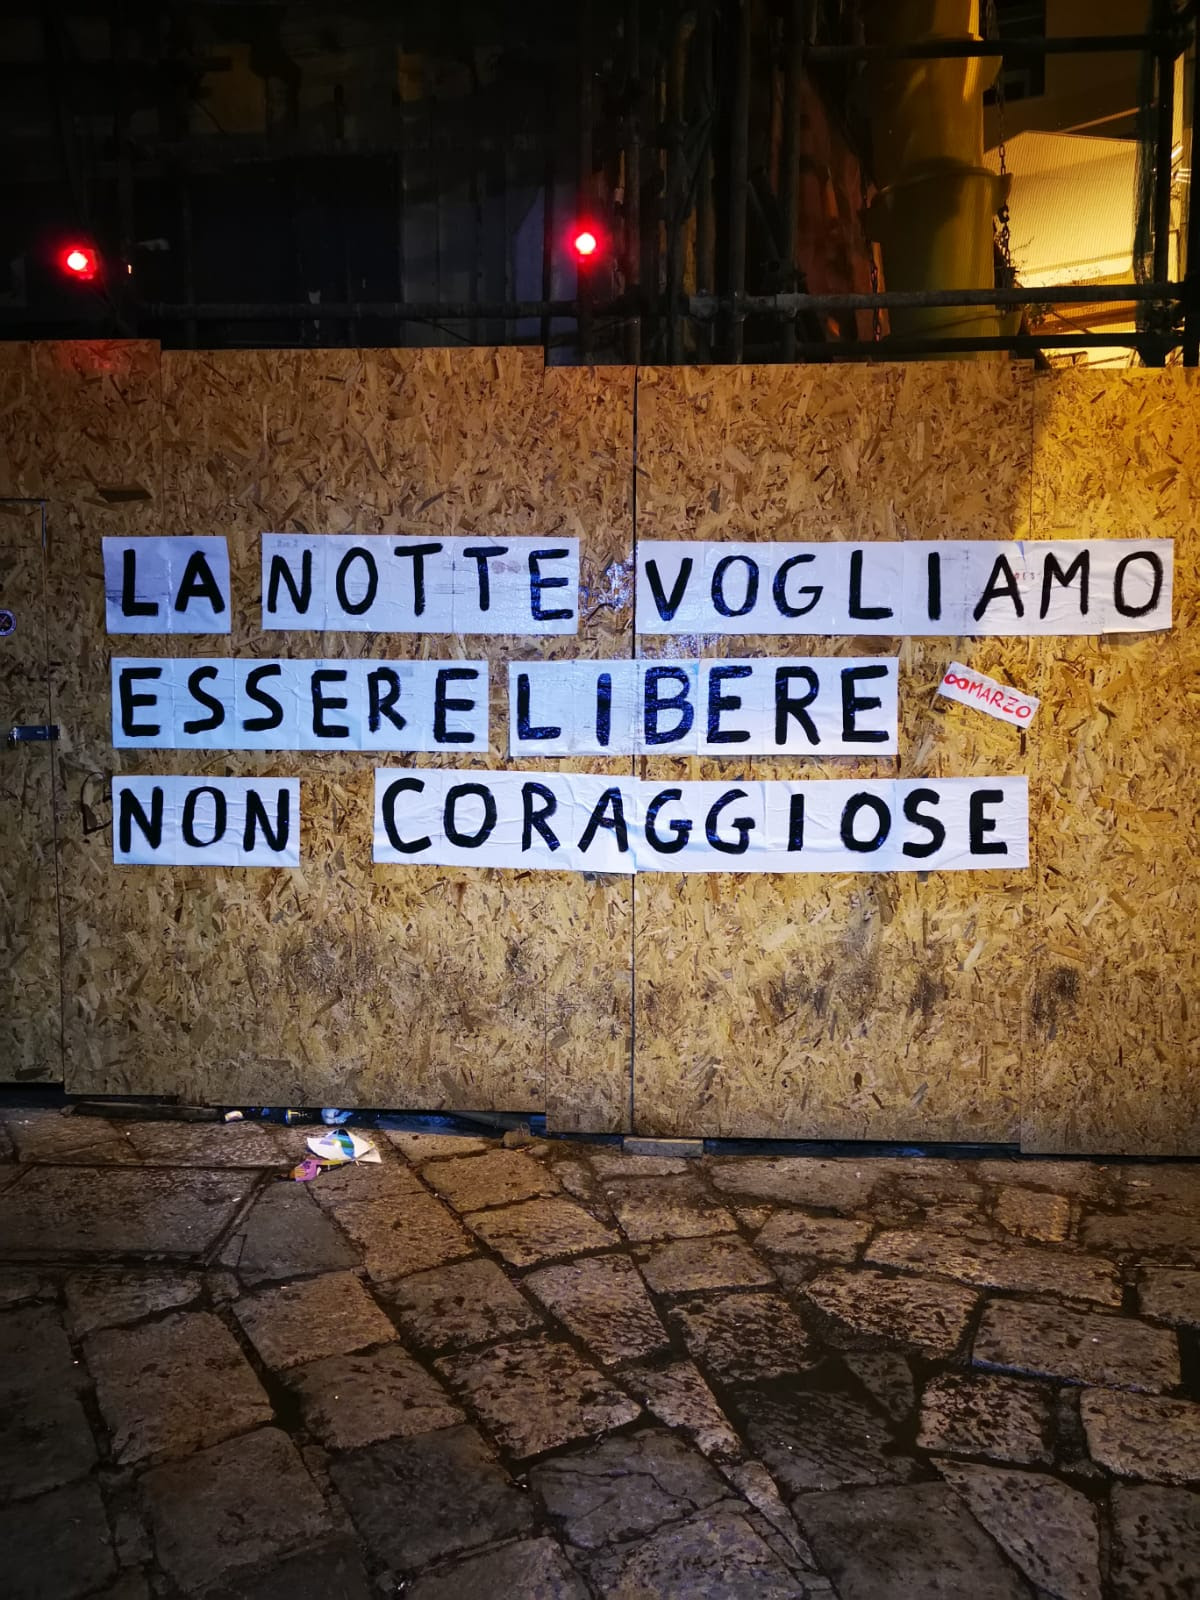 LA NOTTE VOGLIAMO
ESSERE LIBERE
∞MARZO
NON CORAGGIOSE